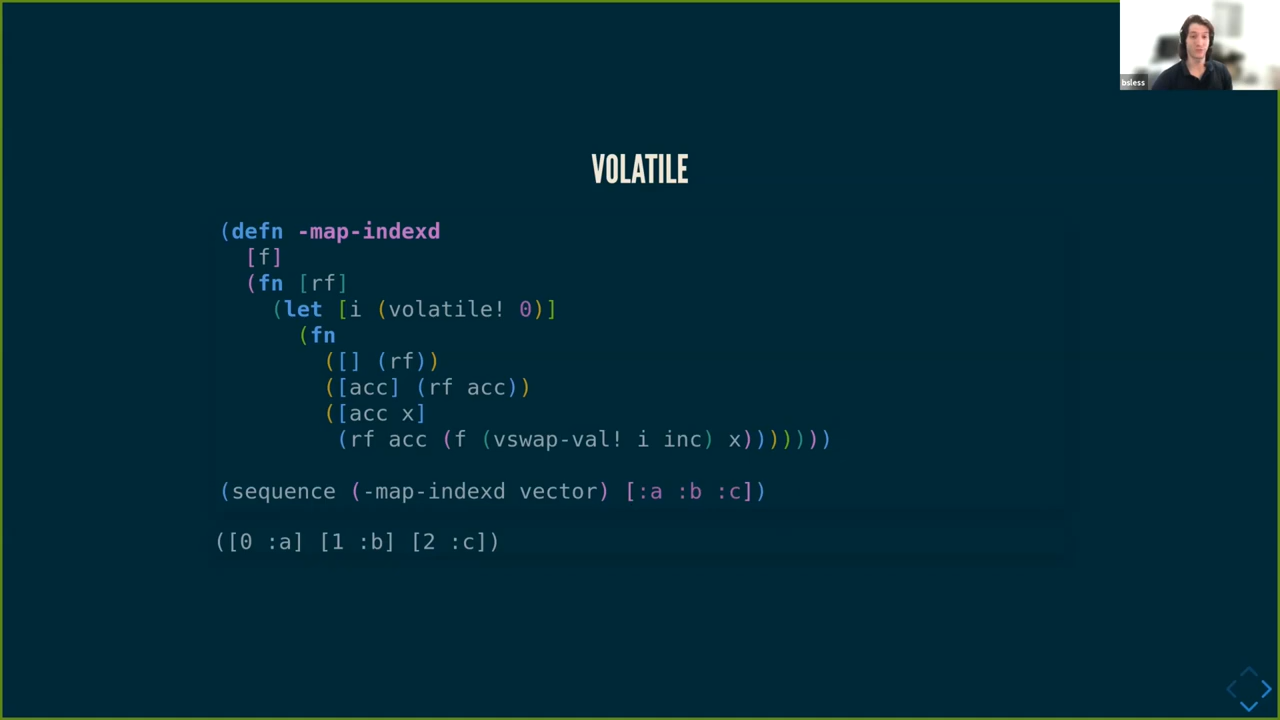 bsless
VOLATILE
(defn -map-indexd
[f]
(fn [rf]
(let [i (volatile! 0)]
(fn
([] (rf))
([acc] (rf acc))
([acc x]
(rf acc (f (vswap-val! i inc) x))))))))
(sequence (-map-indexd vector) [:a :b :c])
([0 :a] [1 :b] [2 :c])